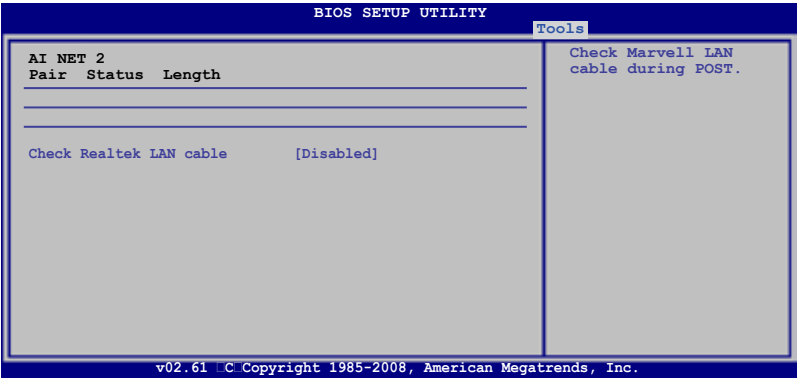 BIOS SETUP UTILITY
Tools
AI NET 2
Pair Status Length
Check Realtek LAN cable [Disabled]
Check Marvell LAN
cable during POST.
v02.61 □C□Copyright 1985-2008, American Megatrends, Inc.